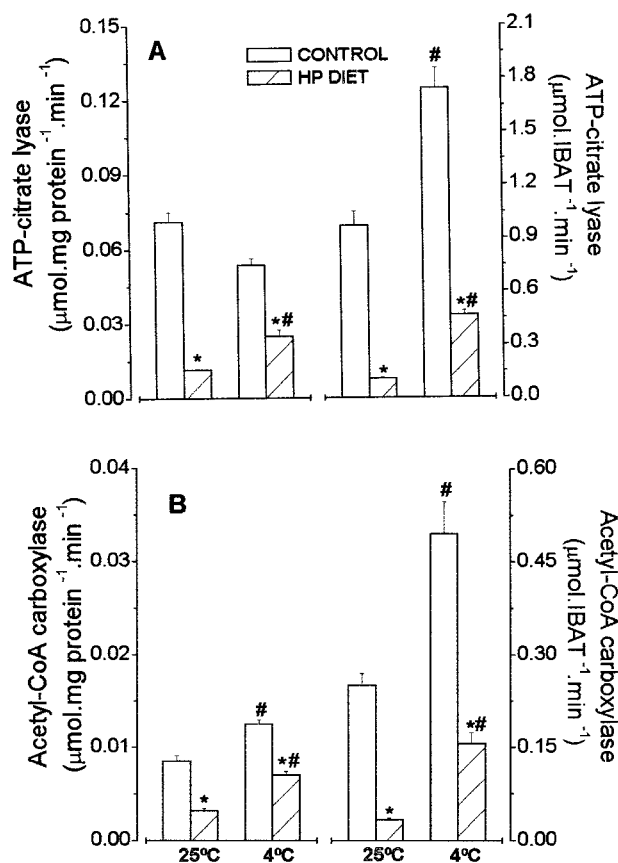 A
CONTROL
HP DIET
ATP-citrate lyase
(μmol.mg protein⁻¹.min⁻¹)
0.15
0.12
0.09
0.06
0.03
0.00
*
*#
*
#
*#
2.1
1.8
1.5
1.2
0.9
0.6
0.3
0.0
ATP-citrate lyase
(μmol.IBAT⁻¹.min⁻¹)
B
Acetyl-CoA carboxylase
(μmol.mg protein⁻¹.min⁻¹)
0.04
0.03
0.02
0.01
0.00
*
#
*#
*
#
*#
0.60
0.45
0.30
0.15
0.00
Acetyl-CoA carboxylase
(μmol.IBAT⁻¹.min⁻¹)
25ºC 4ºC 25ºC 4ºC